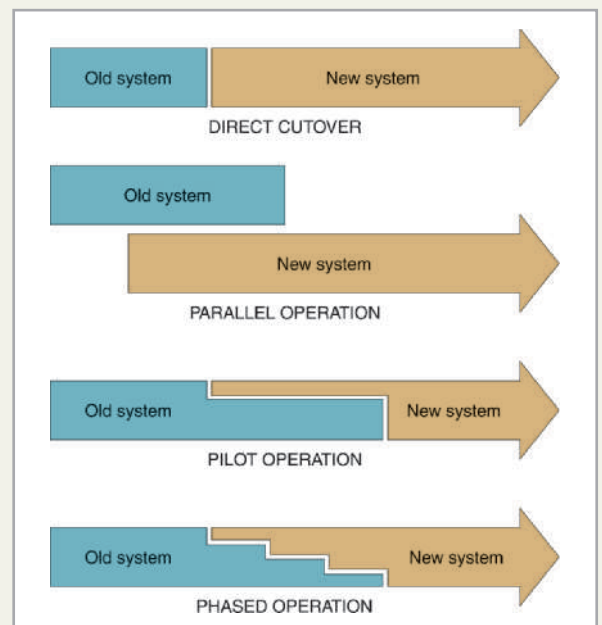 Old system New system
DIRECT CUTOVER
Old system
New system
PARALLEL OPERATION
Old system New system
PILOT OPERATION
Old system New system
PHASED OPERATION